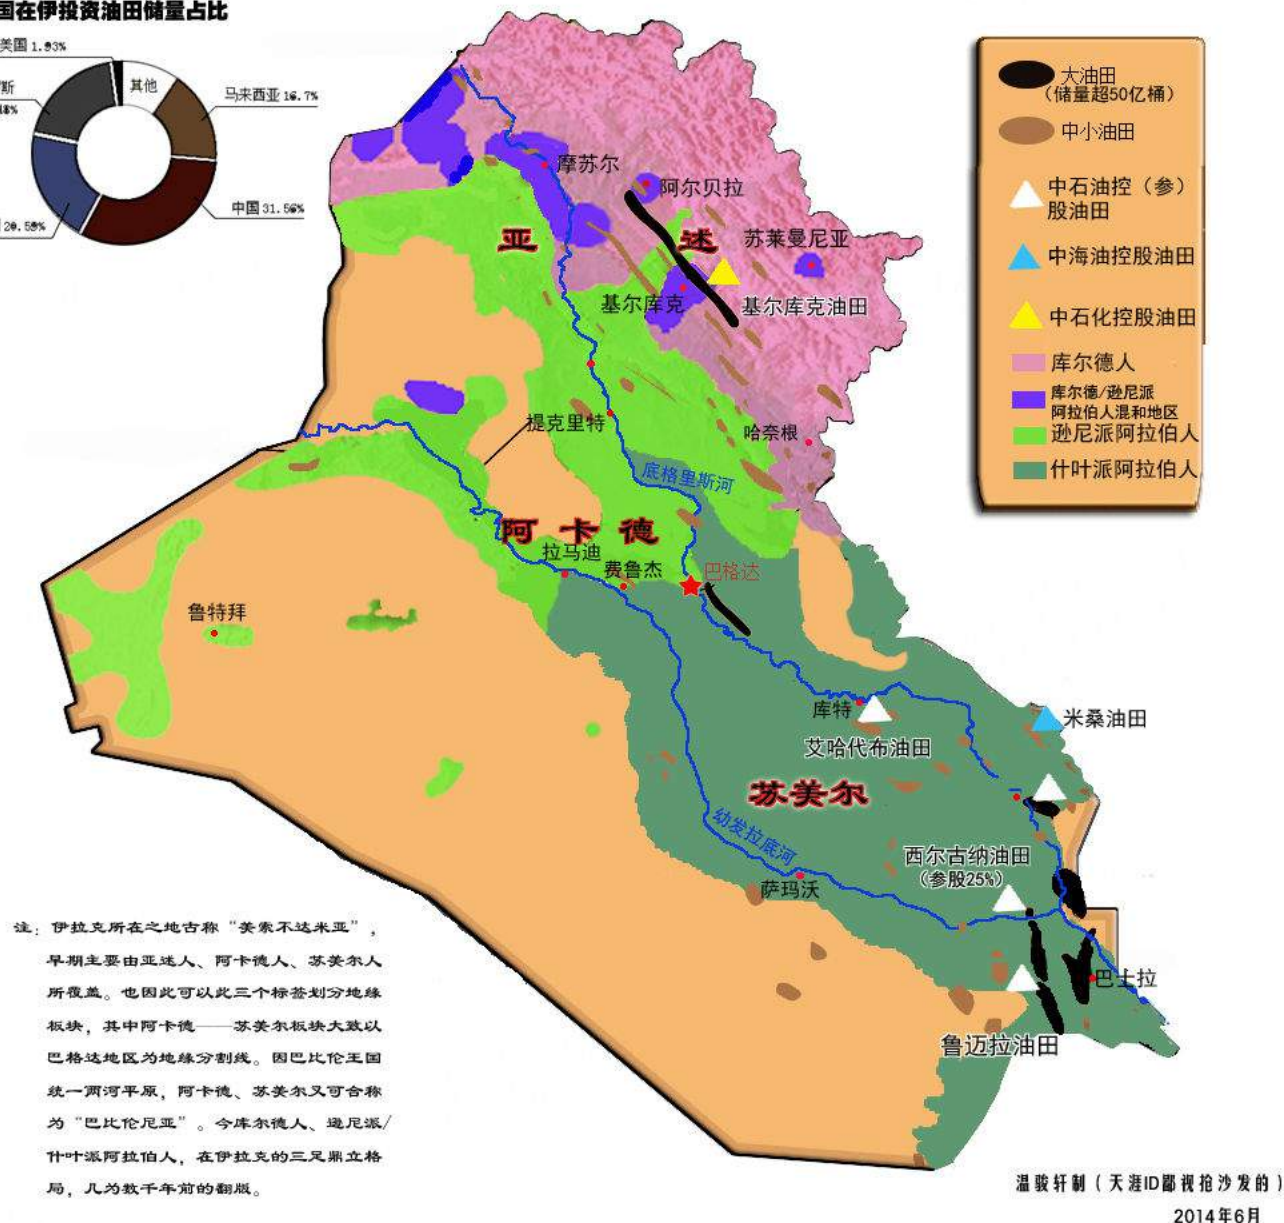 国在伊投资油田储量占比
美国 1.93%
斯
其他
马来西亚 16.7%
中国 31.56%
20.59%
大油田
（储量超50亿桶）
中小油田
中石油控（参）
股油田
中海油控股油田
中石化控股油田
库尔德人
库尔德/逊尼派
阿拉伯人混和地区
逊尼派阿拉伯人
什叶派阿拉伯人
摩苏尔
阿尔贝拉
亚 述
苏莱曼尼亚
基尔库克
基尔库克油田
提克里特
哈奈根
底格里斯河
阿卡德
拉马迪
费鲁杰
巴格达
鲁特拜
库特
米桑油田
艾哈代布油田
苏美尔
幼发拉底河
西尔古纳油田
（参股25%）
萨玛沃
巴士拉
鲁迈拉油田
注：伊拉克所在之地古称“美索不达米亚”，
早期主要由亚述人、阿卡德人、苏美尔人
所覆盖。也因此可以此三个标签划分地缘
板块，其中阿卡德——苏美尔板块大致以
巴格达地区为地缘分割线。因巴比伦王国
统一两河平原，阿卡德、苏美尔又可合称
为“巴比伦尼亚”。今库尔德人、逊尼派/
什叶派阿拉伯人，在伊拉克的三足鼎立格
局，几为数千年前的翻版。
温骏轩制（天涯ID鄙视抢沙发的）
2014年6月